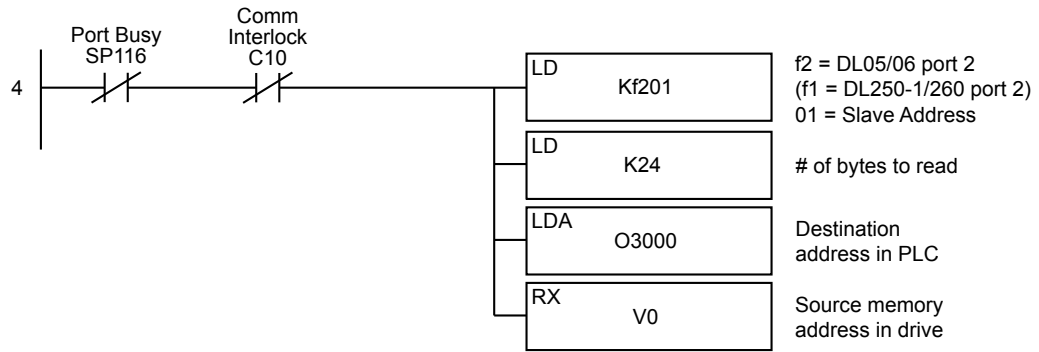 Port Busy
SP116
Comm
Interlock
C10
4
LD
Kf201
f2 = DL05/06 port 2
(f1 = DL250-1/260 port 2)
01 = Slave Address
LD
K24
# of bytes to read
LDA
O3000
Destination
address in PLC
RX
V0
Source memory
address in drive